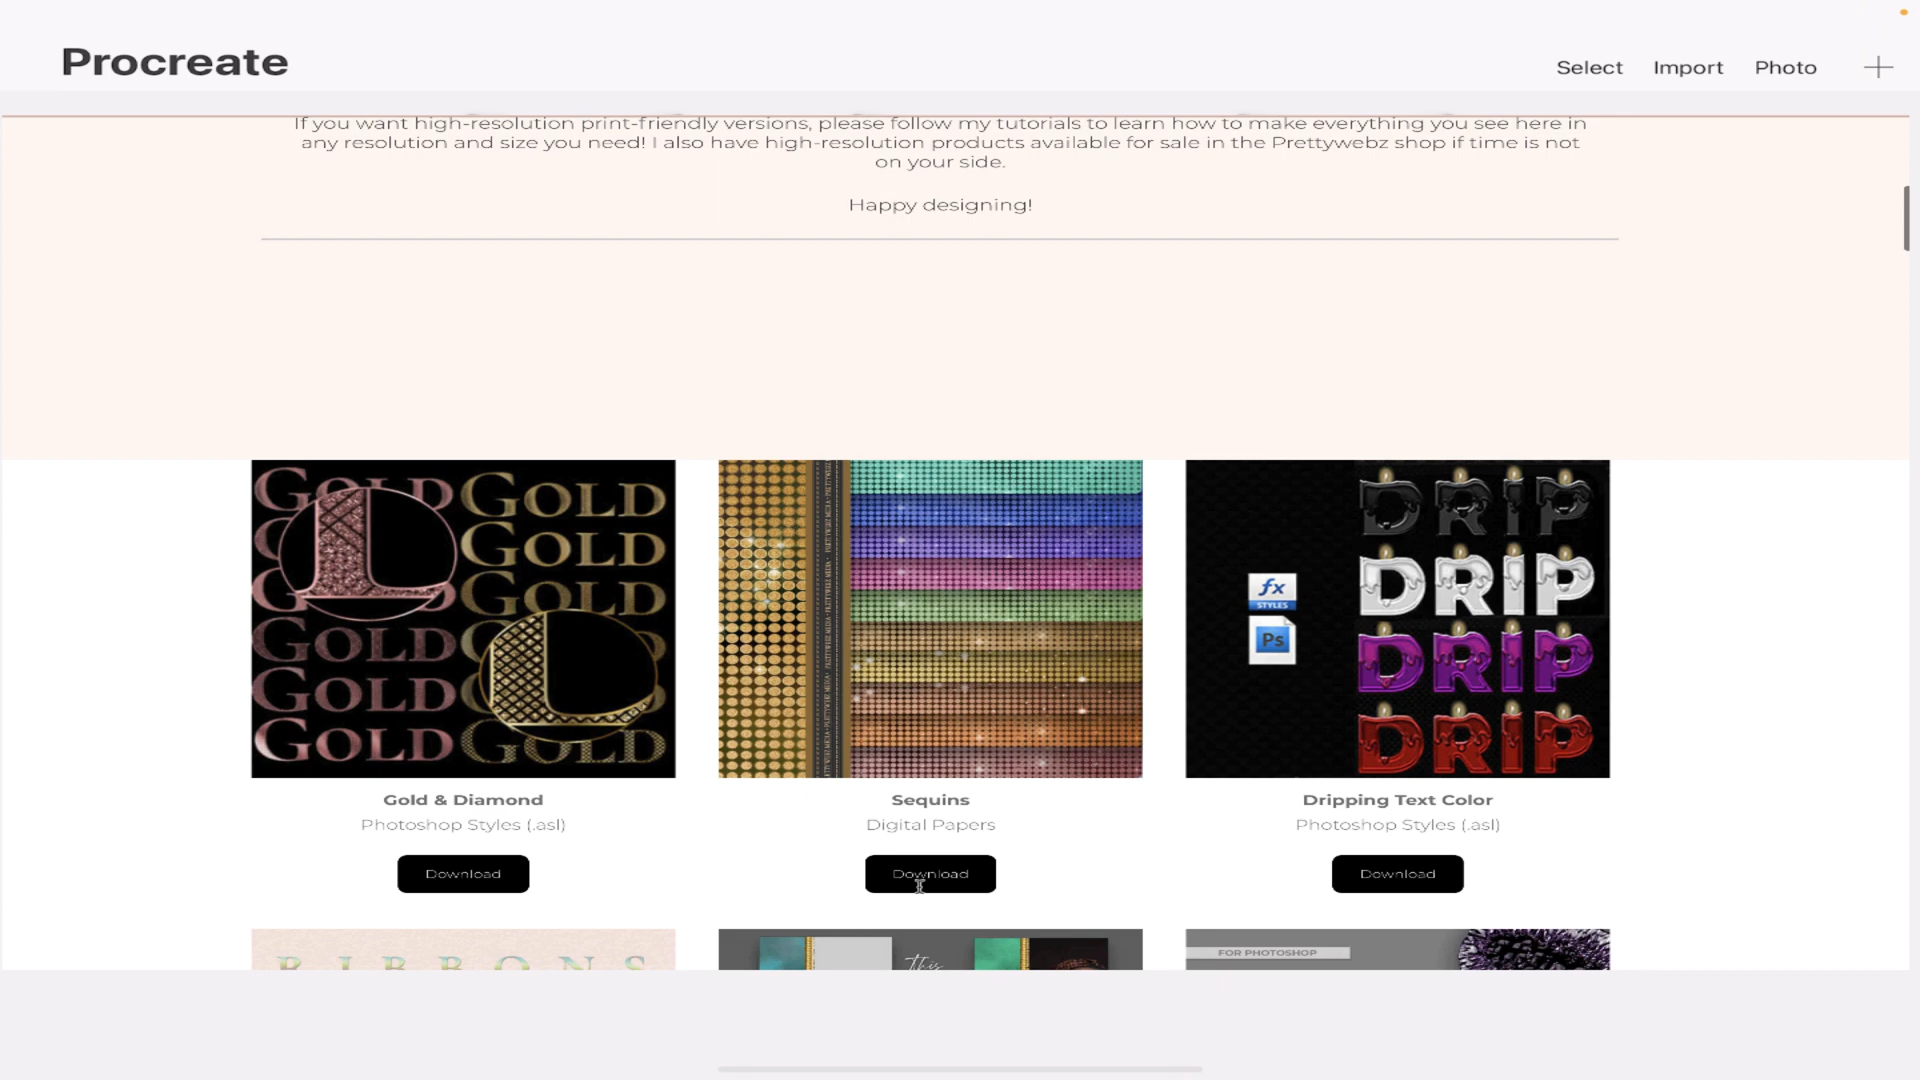 Procreate
Select Import Photo
If you want high-resolution print-friendly versions, please follow my tutorials to learn how to make everything you see here in
any resolution and size you need! I also have high-resolution products available for sale in the Prettywebz shop if time is not
on your side.
Happy designing!
GOLD GOLD
GOLD
GOLD
GOLD
GOLD
GOLD GOLD
L
L
fx
STYLES
Ps
DRIP
DRIP
DRIP
DRIP
Gold & Diamond
Photoshop Styles (.asl)
Download
Sequins
Digital Papers
Download
Dripping Text Color
Photoshop Styles (.asl)
Download
RIBBONS
This
FOR PHOTOSHOP